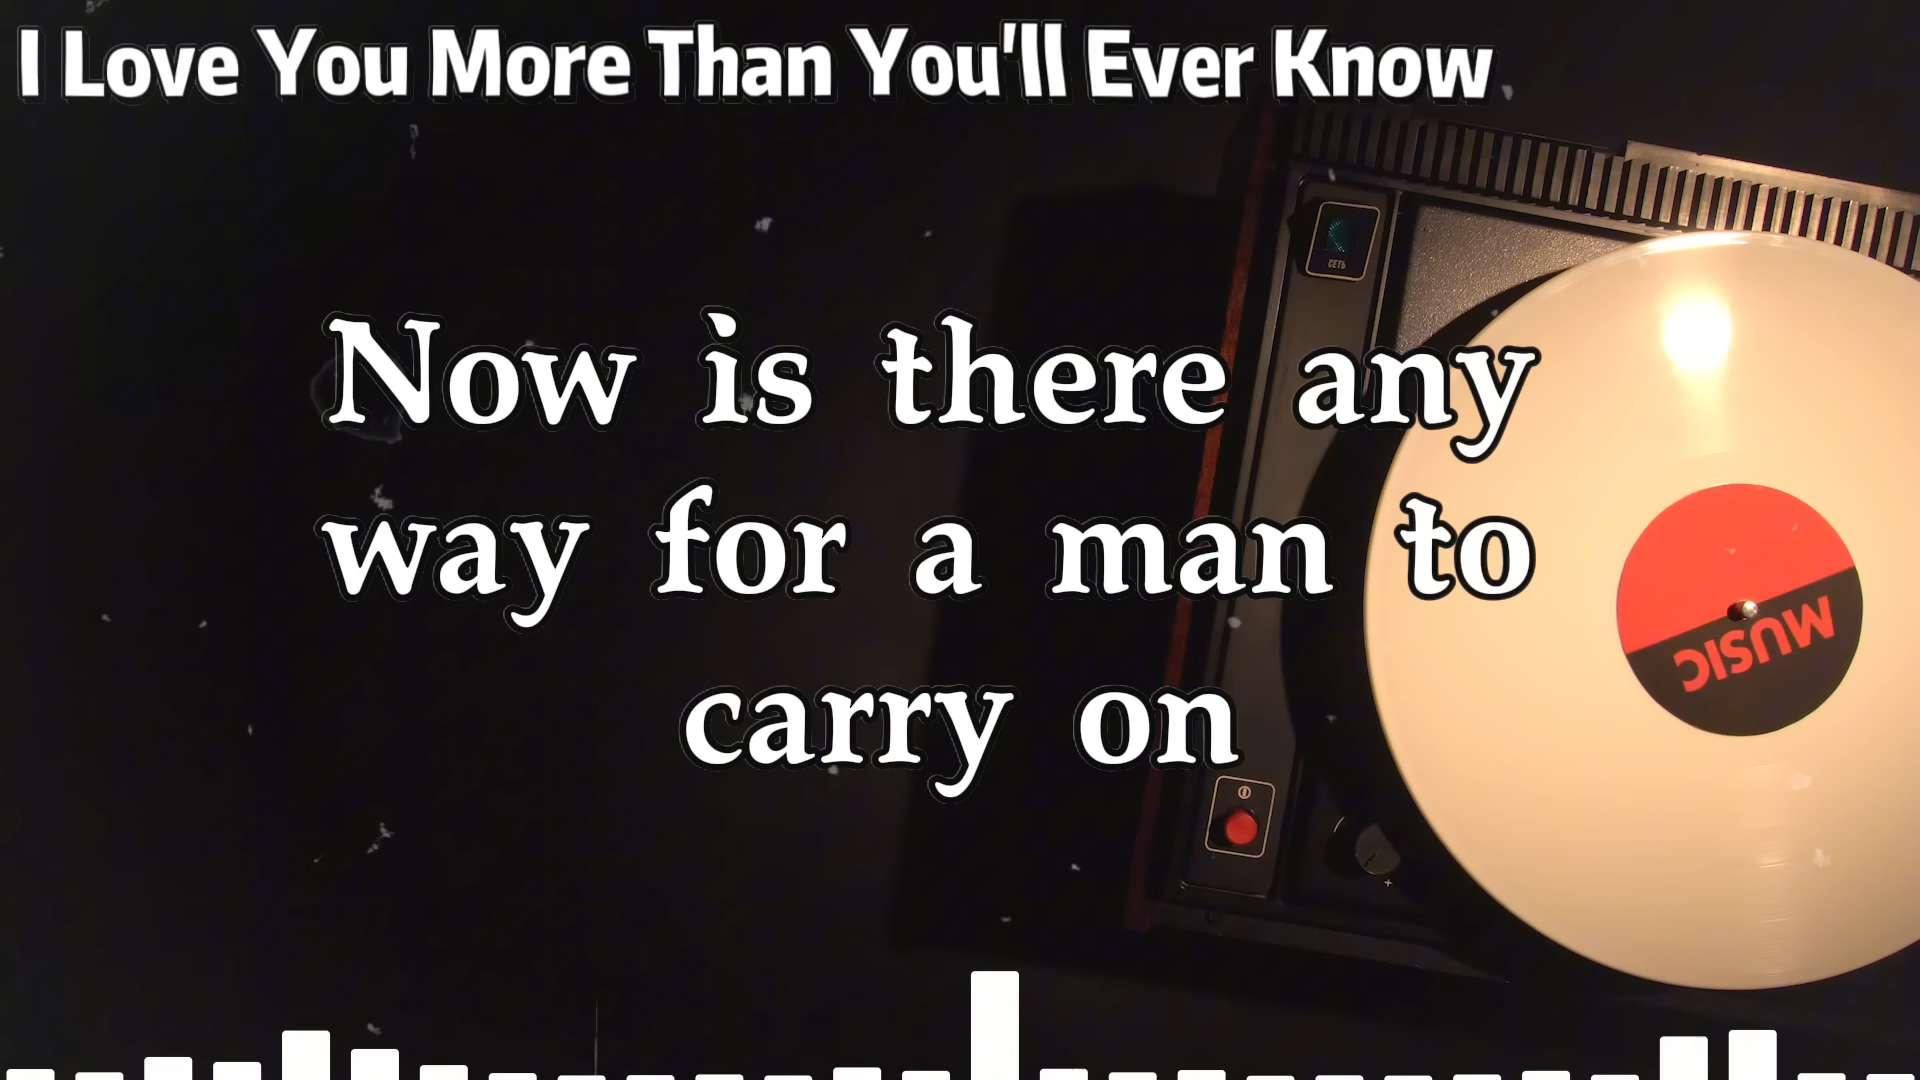 I Love You More Than You'll Ever Know
СЕТЬ
Now is there any
way for a man to
carry on
MUSIC